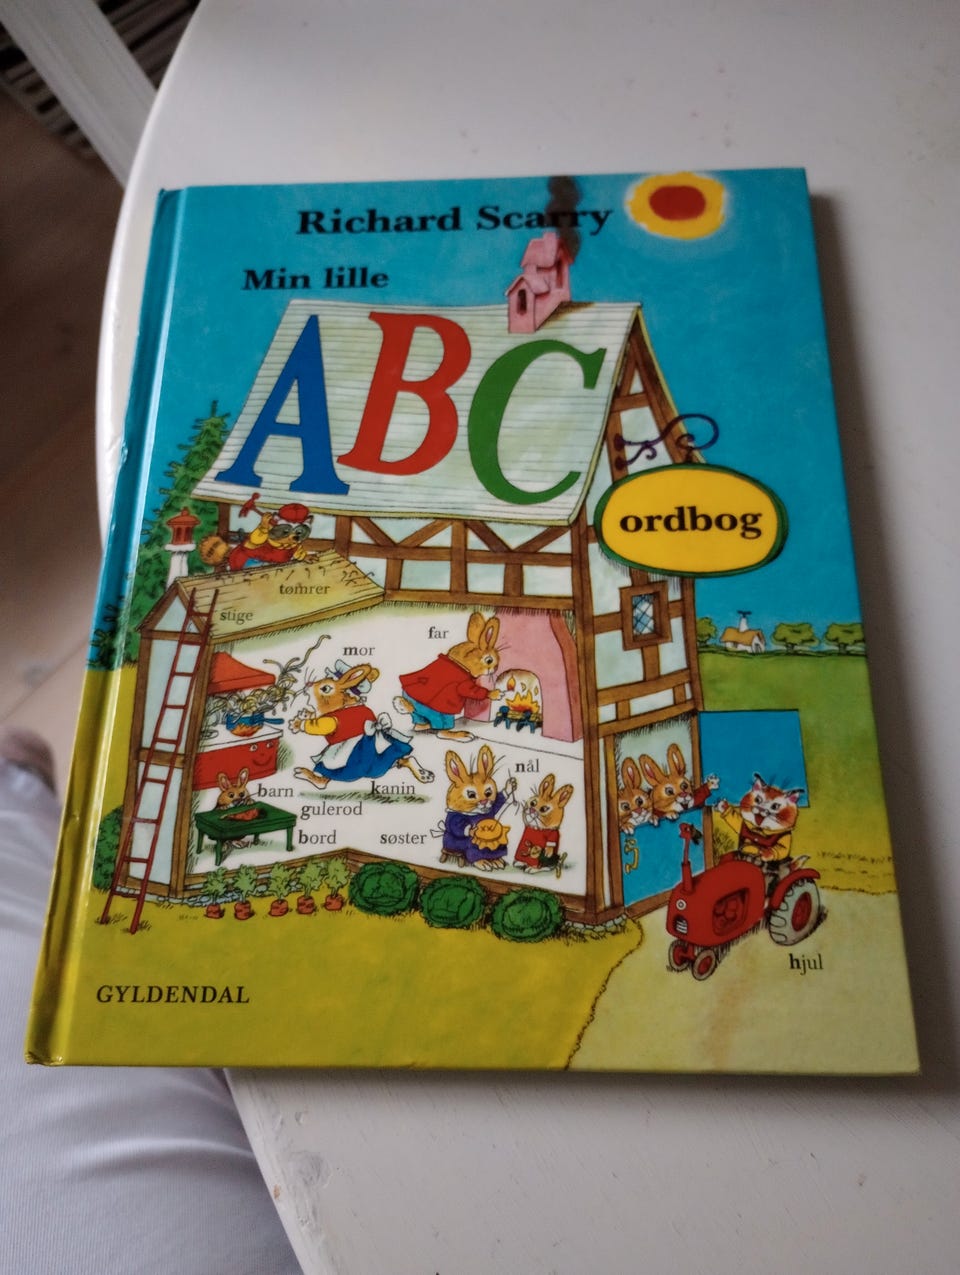 Richard Scarry
Min lille
ABC
ordbog
tømrer
stige
far
mor
nål
barn
kanin
gulerod
bord
søster
hjul
GYLDENDAL